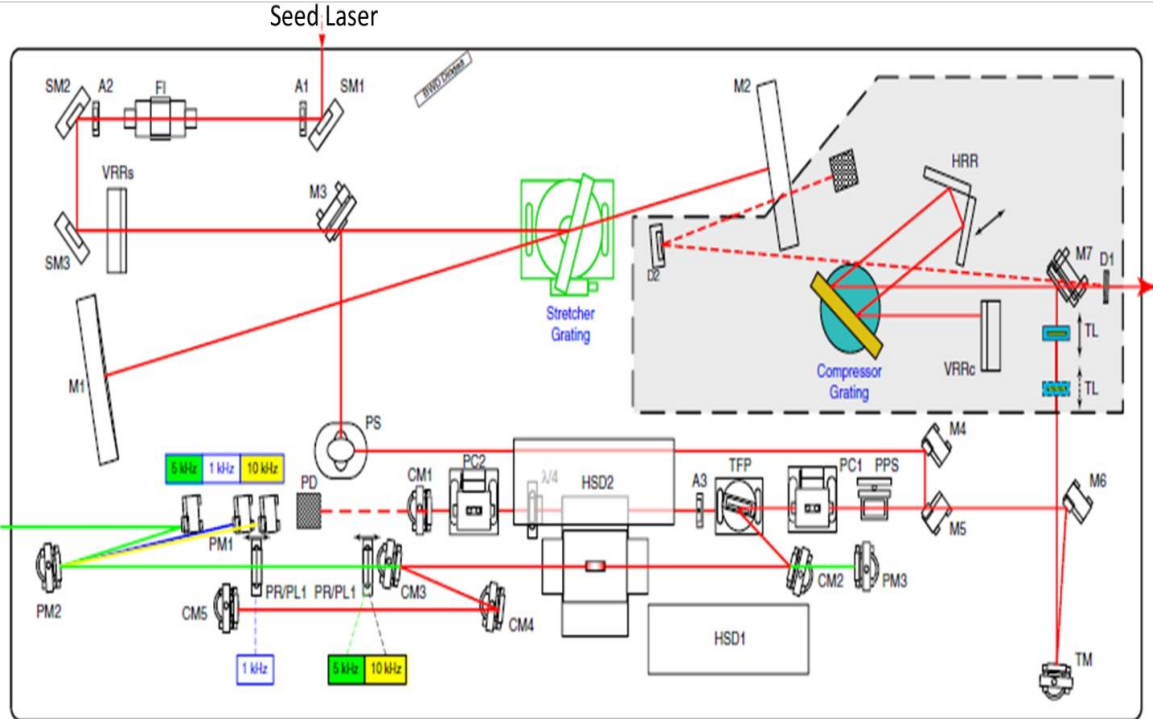 Seed Laser
SM2
A2
FI
A1
SM1
BWD Diodes
M2
VRRs
M3
HRR
SM3
M7
D1
D2
Stretcher
Grating
TL
M1
Compressor
Grating
VRRc
TL
PS
M4
5 kHz
1 kHz
10 kHz
PD
CM1
PC2
λ/4
HSD2
A3
TFP
PC1
PPS
M6
M5
PM1
PM2
PR/PL1
PR/PL1
CM3
CM2
PM3
CM5
CM4
HSD1
1 kHz
5 kHz
10 kHz
TM